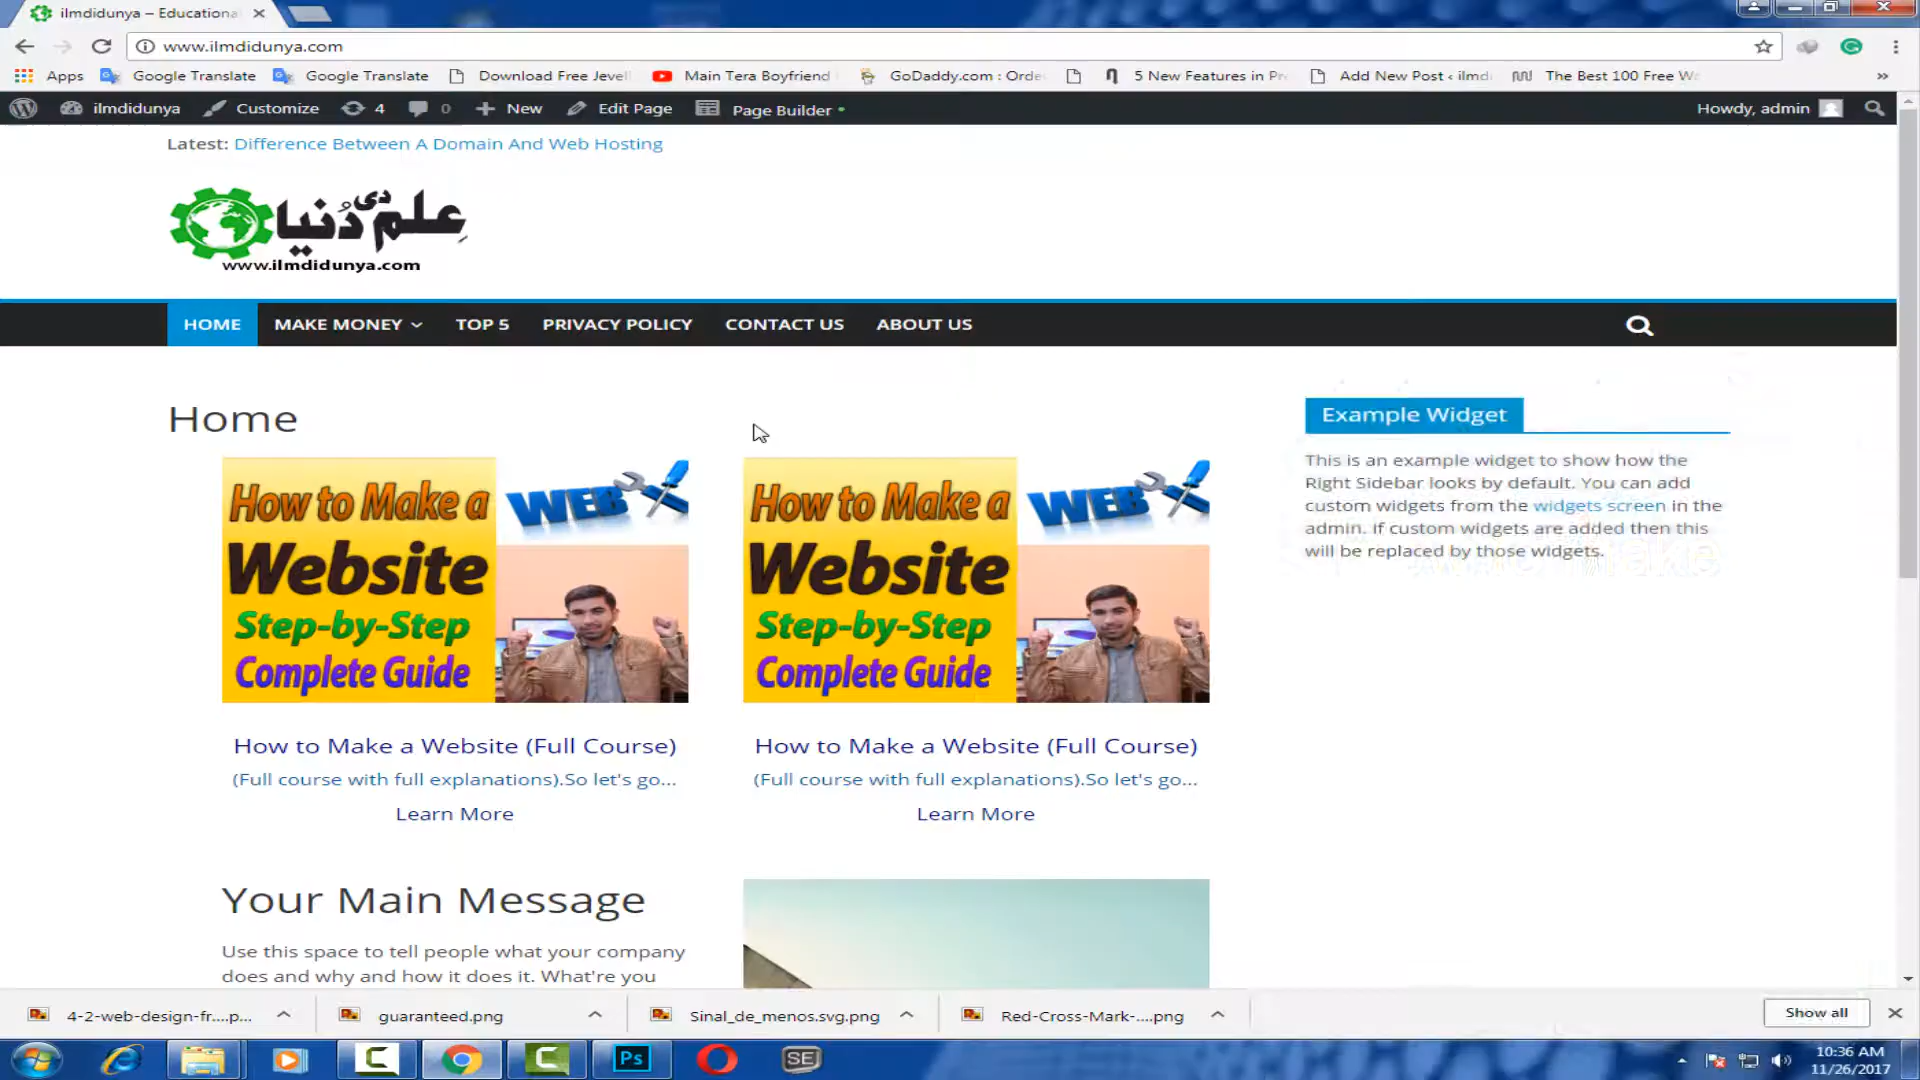 ilmdidunya – Educationa
www.ilmdidunya.com
Apps Google Translate Google Translate Download Free Jevel Main Tera Boyfriend GoDaddy.com : Orde 5 New Features in Pr Add New Post ‹ ilmd The Best 100 Free W »
ilmdidunya Customize 4 0 New Edit Page Page Builder Howdy, admin
Latest: Difference Between A Domain And Web Hosting
عِلم دی دُنیا
www.ilmdidunya.com
HOME MAKE MONEY TOP 5 PRIVACY POLICY CONTACT US ABOUT US
Home
How to Make a
Website
Step-by-Step
Complete Guide
WEB
How to Make a Website (Full Course)
(Full course with full explanations).So let's go...
Learn More
How to Make a
Website
Step-by-Step
Complete Guide
WEB
How to Make a Website (Full Course)
(Full course with full explanations).So let's go...
Learn More
Example Widget
This is an example widget to show how the
Right Sidebar looks by default. You can add
custom widgets from the widgets screen in the
admin. If custom widgets are added then this
will be replaced by those widgets.
Your Main Message
Use this space to tell people what your company
does and why and how it does it. What're you
4-2-web-design-fr....p... guaranteed.png Sinal_de_menos.svg.png Red-Cross-Mark-....png Show all
Ps SE
10:36 AM
11/26/2017